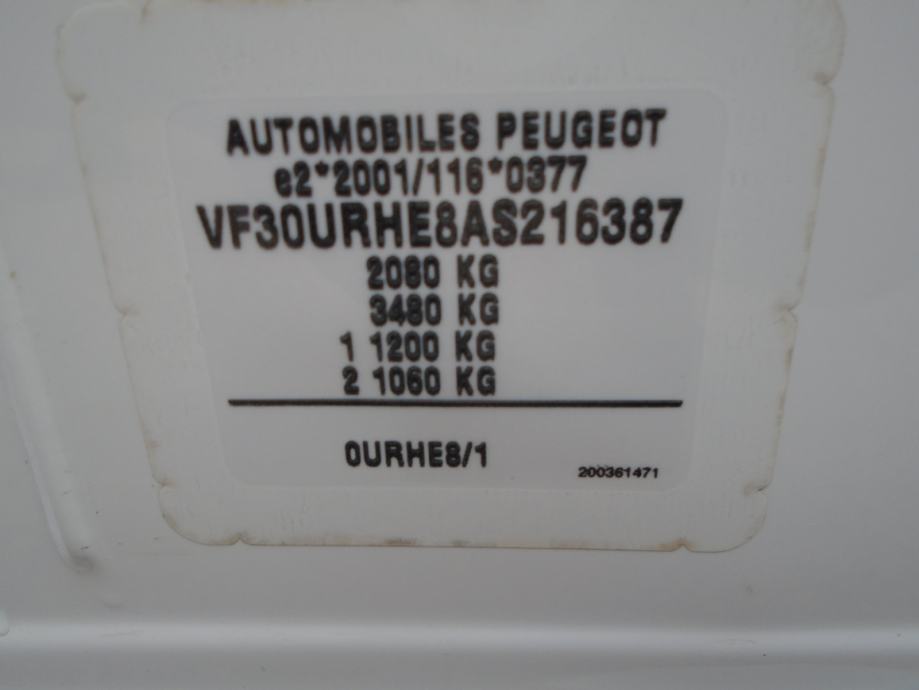 AUTOMOBILES PEUGEOT
e2*2001/116*0377
VF30URHE8AS216387
2080 KG
3480 KG
1 1200 KG
2 1060 KG
0URHE8/1
200361471